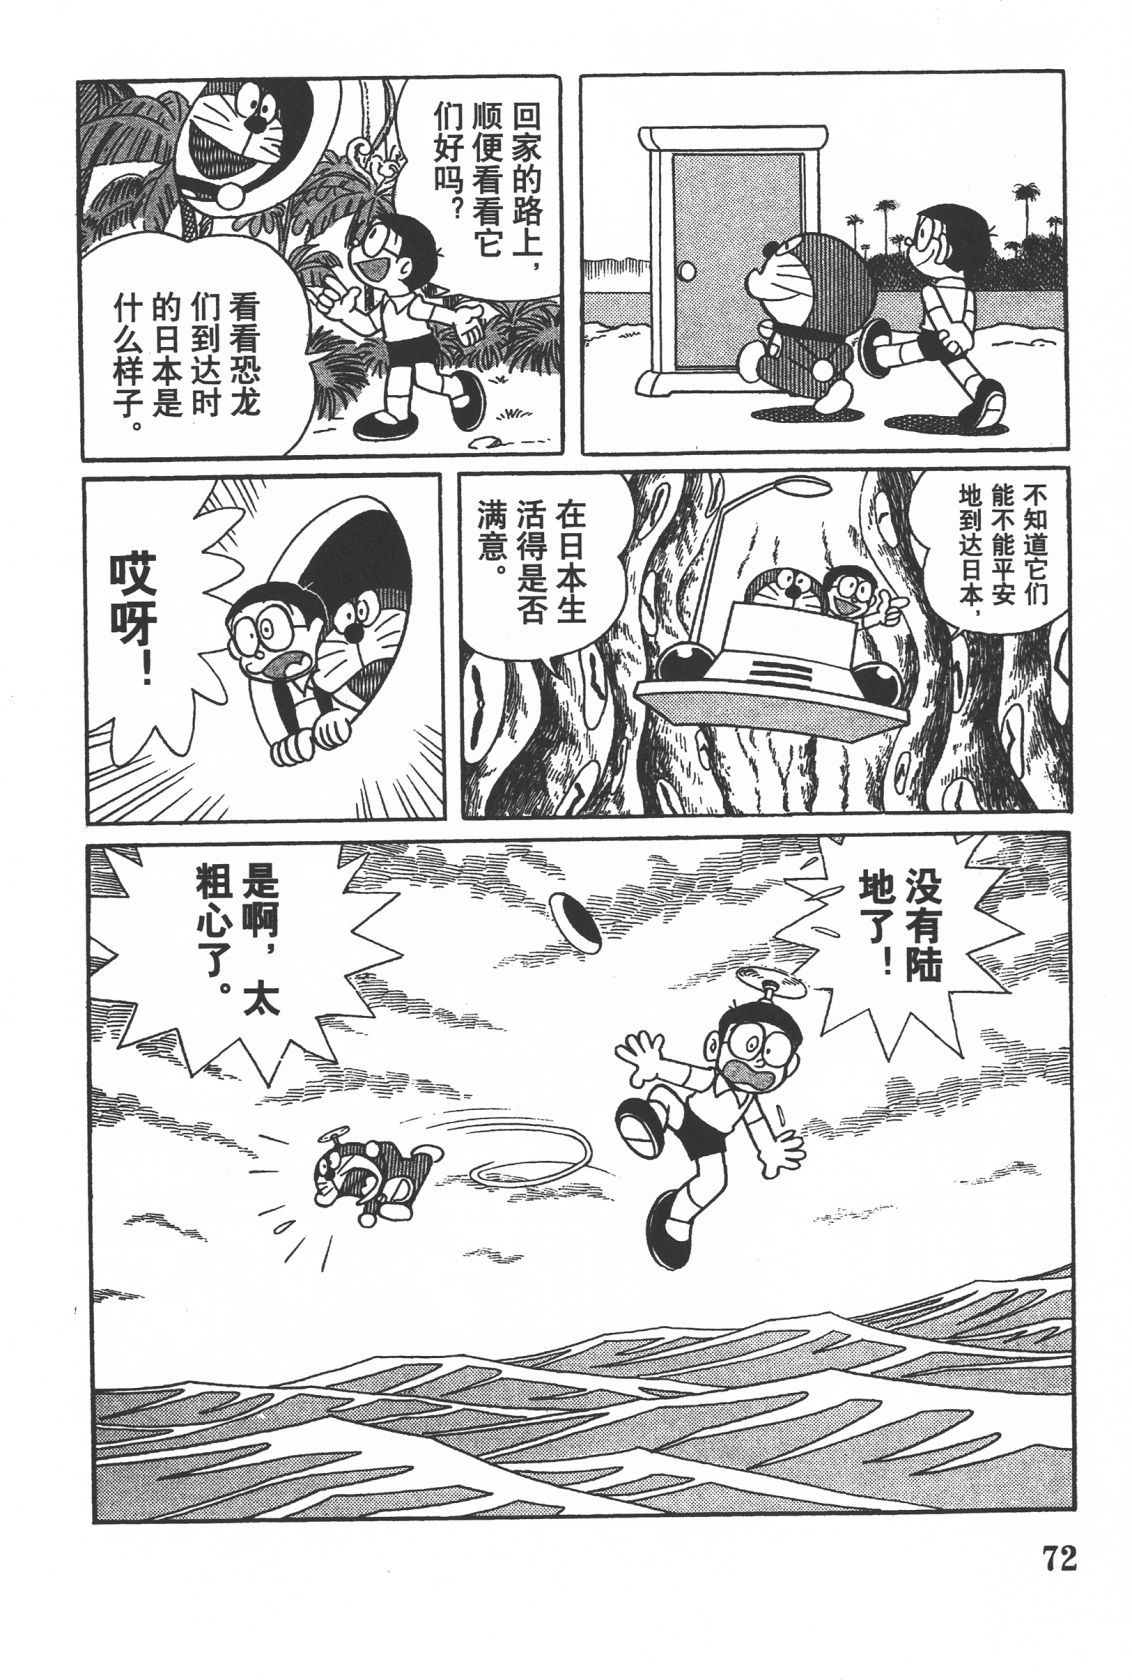 回家的路上，
顺便看看它
们好吗？
看看恐龙
们到达时
的日本是
什么样子。
不知道它们
能不能平安
地到达日本，
在日本生
活得是否
满意。
哎呀！
没有陆
地了！
是啊，太
粗心了。
72